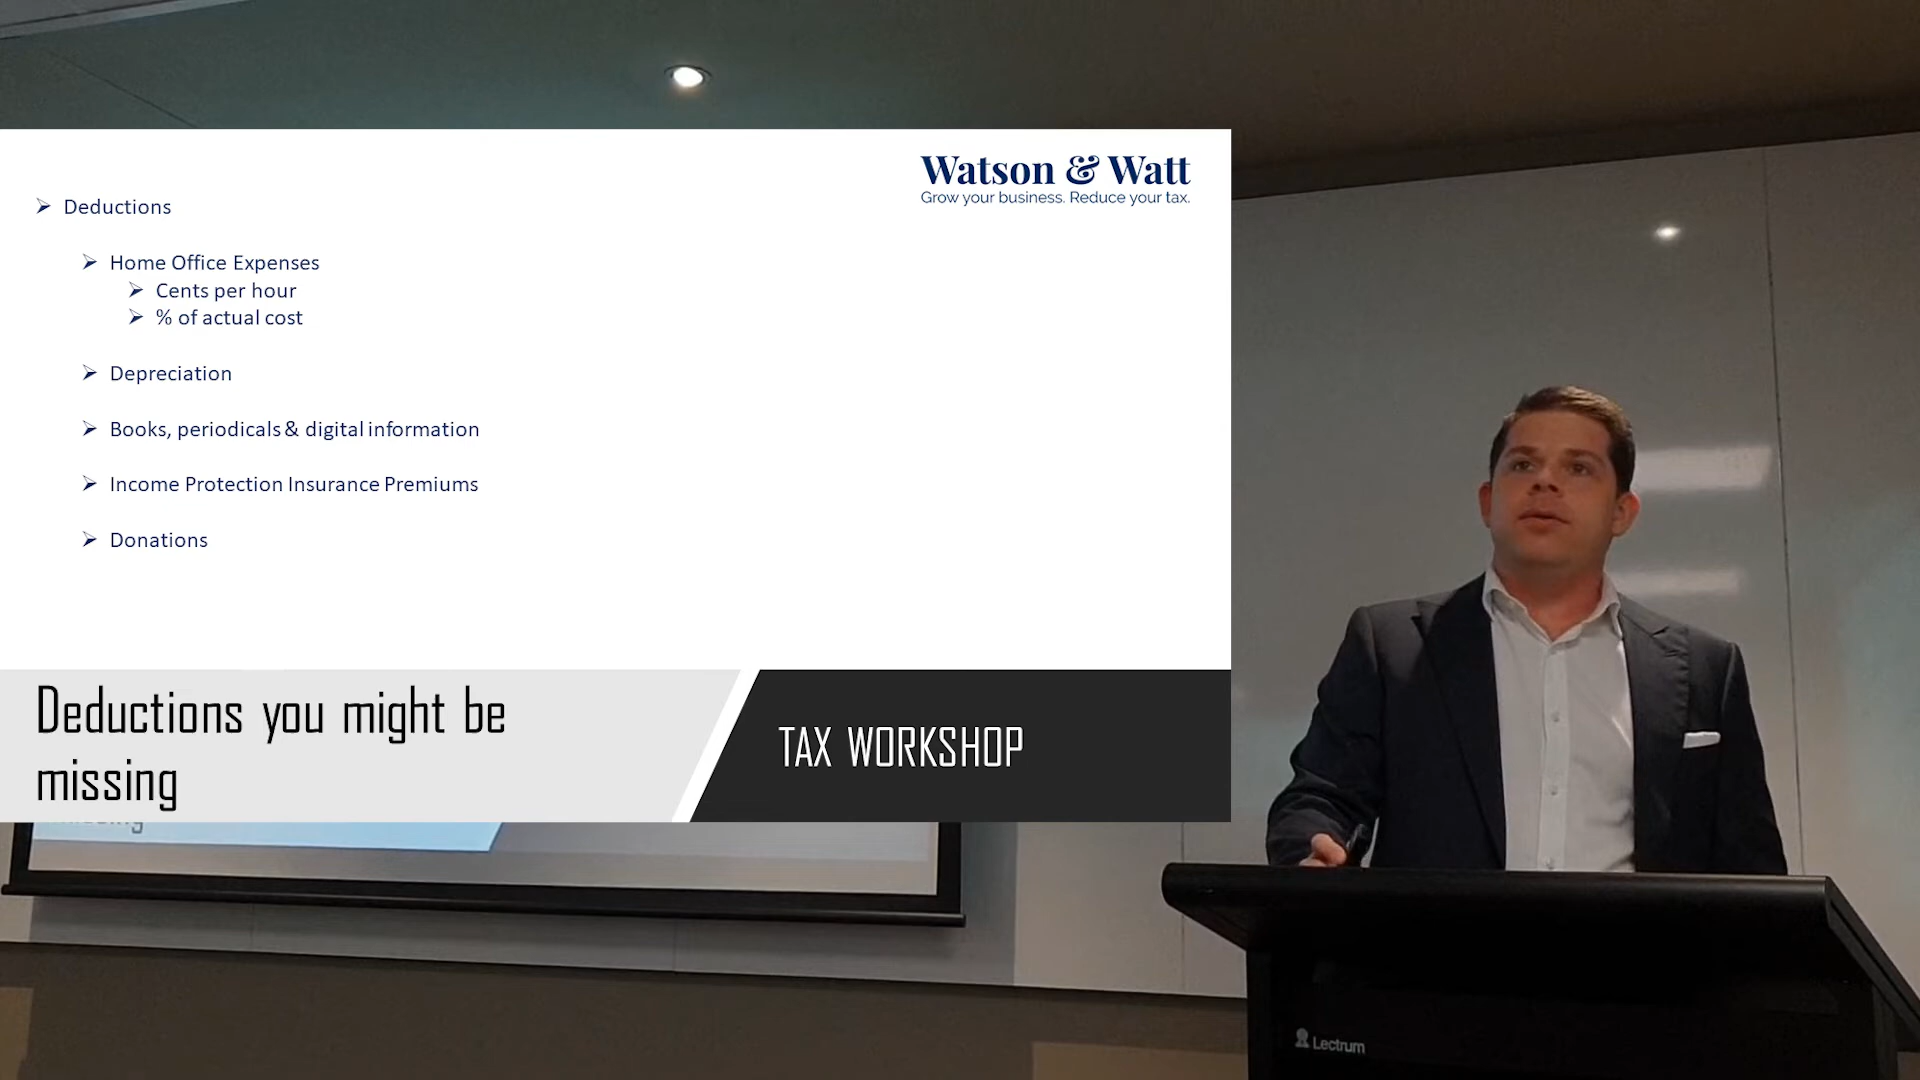 Watson & Watt
Grow your business. Reduce your tax.
➢ Deductions
➢ Home Office Expenses
➢ Cents per hour
➢ % of actual cost
➢ Depreciation
➢ Books, periodicals & digital information
➢ Income Protection Insurance Premiums
➢ Donations
Deductions you might be
missing
TAX WORKSHOP
Lectrum